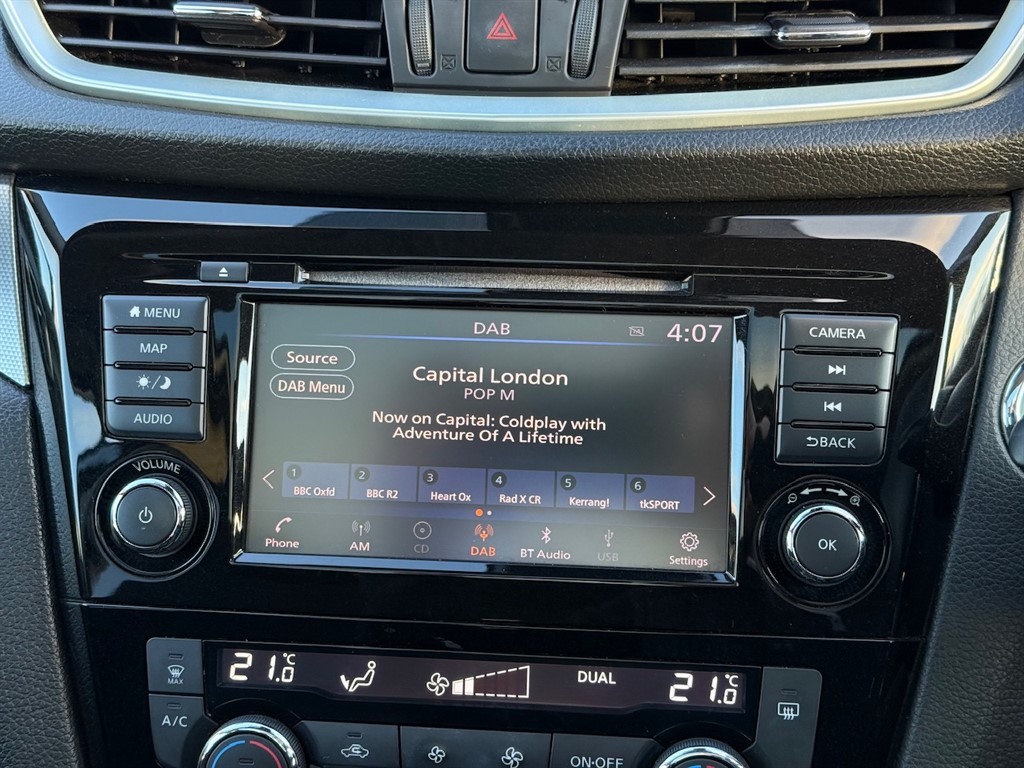 MENU
MAP
AUDIO
VOLUME
DAB
4:07
Source
DAB Menu
Capital London
POP M
Now on Capital: Coldplay with
Adventure Of A Lifetime
1 2 3 4 5 6
BBC Oxfd BBC R2 Heart Ox Rad X CR Kerrang! tkSPORT
Phone AM CD DAB BT Audio USB Settings
CAMERA
BACK
OK
MAX
A/C
21.0°C
DUAL
21.0°C
ON·OFF